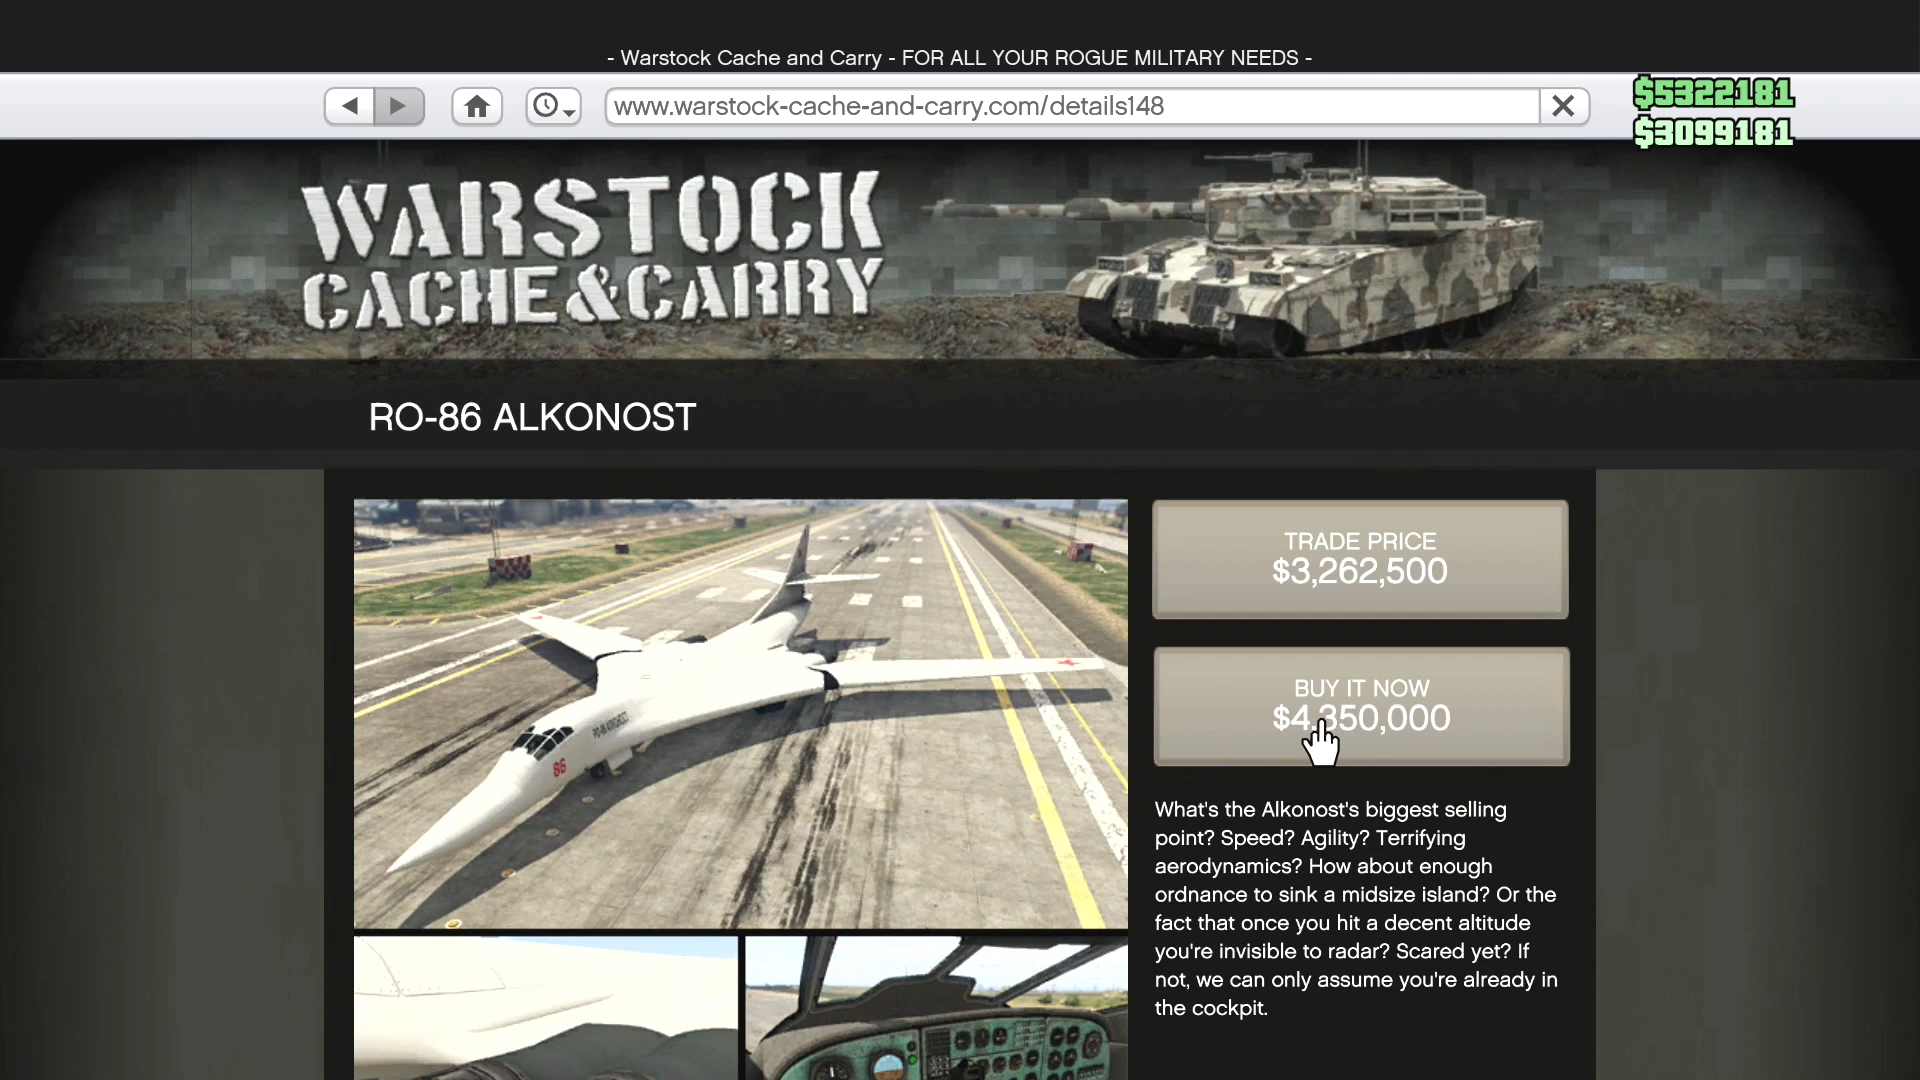 - Warstock Cache and Carry - FOR ALL YOUR ROGUE MILITARY NEEDS -
www.warstock-cache-and-carry.com/details148
$5322181
$3099181
WARSTOCK
CACHE & CARRY
RO-86 ALKONOST
TRADE PRICE
$3,262,500
BUY IT NOW
$4,350,000
What's the Alkonost's biggest selling
point? Speed? Agility? Terrifying
aerodynamics? How about enough
ordnance to sink a midsize island? Or the
fact that once you hit a decent altitude
you're invisible to radar? Scared yet? If
not, we can only assume you're already in
the cockpit.
86